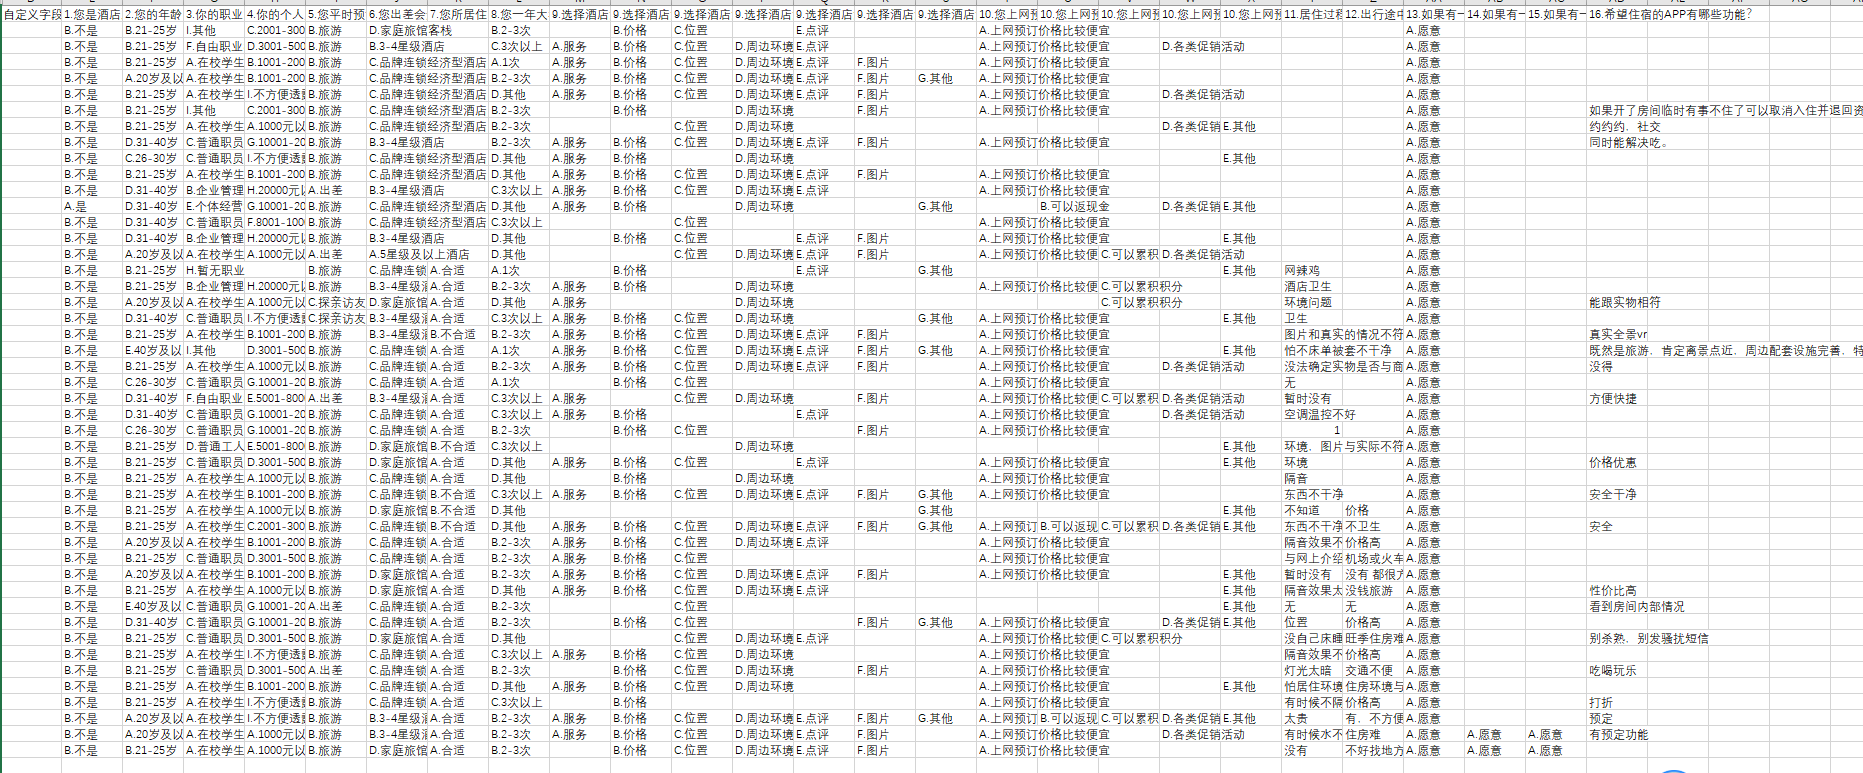 自定义字段 1.您是酒店 2.您的年龄 3.你的职业 4.你的个人 5.您平时预 6.您出差会 7.您所居住 8.您一年大 9.选择酒店 9.选择酒店 9.选择酒店 9.选择酒店 9.选择酒店 9.选择酒店 9.选择酒店 10.您上网预 10.您上网预 10.您上网预 10.您上网预 10.您上网预 11.居住过程 12.出行途中 13.如果有一 14.如果有一 15.如果有一 16.希望住宿的APP有哪些功能?
B.不是 B.21-25岁 I.其他 C.2001-300 B.旅游 D.家庭旅馆客栈 B.2-3次 B.价格 C.位置 E.点评 A.上网预订价格比较便宜 A.愿意
B.不是 B.21-25岁 F.自由职业 D.3001-500 B.旅游 B.3-4星级酒店 C.3次以上 A.服务 B.价格 C.位置 D.周边环境 E.点评 A.上网预订价格比较便宜 D.各类促销活动 A.愿意
B.不是 B.21-25岁 A.在校学生 B.1001-200 B.旅游 C.品牌连锁经济型酒店 A.1次 A.服务 B.价格 C.位置 D.周边环境 E.点评 F.图片 A.上网预订价格比较便宜 A.愿意
B.不是 A.20岁及以 A.在校学生 B.1001-200 B.旅游 C.品牌连锁经济型酒店 B.2-3次 A.服务 B.价格 C.位置 D.周边环境 E.点评 F.图片 G.其他 A.上网预订价格比较便宜 A.愿意
B.不是 B.21-25岁 A.在校学生 I.不方便透露 B.旅游 C.品牌连锁经济型酒店 D.其他 A.服务 B.价格 C.位置 D.周边环境 E.点评 F.图片 A.上网预订价格比较便宜 D.各类促销活动 A.愿意
B.不是 B.21-25岁 I.其他 C.2001-300 B.旅游 C.品牌连锁经济型酒店 B.2-3次 B.价格 D.周边环境 F.图片 A.上网预订价格比较便宜 A.愿意 如果开了房间临时有事不住了可以取消入住并退回资
B.不是 B.21-25岁 A.在校学生 A.1000元以 B.旅游 C.品牌连锁经济型酒店 B.2-3次 C.位置 D.周边环境 D.各类促销 E.其他 A.愿意 约约约，社交
B.不是 D.31-40岁 C.普通职员 G.10001-20 B.旅游 B.3-4星级酒店 B.2-3次 A.服务 B.价格 C.位置 D.周边环境 E.点评 F.图片 A.上网预订价格比较便宜 A.愿意 同时能解决吃。
B.不是 C.26-30岁 C.普通职员 I.不方便透露 B.旅游 C.品牌连锁经济型酒店 D.其他 A.服务 B.价格 D.周边环境 E.其他 A.愿意
B.不是 B.21-25岁 A.在校学生 B.1001-200 B.旅游 C.品牌连锁经济型酒店 D.其他 A.服务 B.价格 C.位置 D.周边环境 E.点评 F.图片 A.上网预订价格比较便宜 A.愿意
B.不是 D.31-40岁 B.企业管理 H.20000元以 A.出差 B.3-4星级酒店 C.3次以上 A.服务 B.价格 C.位置 D.周边环境 E.点评 A.上网预订价格比较便宜 A.愿意
A.是 D.31-40岁 E.个体经营 G.10001-20 B.旅游 C.品牌连锁经济型酒店 D.其他 A.服务 B.价格 D.周边环境 G.其他 B.可以返现金 D.各类促销 E.其他 A.愿意
B.不是 D.31-40岁 C.普通职员 F.8001-100 B.旅游 C.品牌连锁经济型酒店 C.3次以上 C.位置 A.上网预订价格比较便宜 A.愿意
B.不是 D.31-40岁 B.企业管理 H.20000元以 B.旅游 B.3-4星级酒店 D.其他 B.价格 C.位置 E.点评 F.图片 A.上网预订价格比较便宜 E.其他 A.愿意
B.不是 A.20岁及以 A.在校学生 A.1000元以 A.出差 A.5星级及以上酒店 D.其他 C.位置 D.周边环境 E.点评 F.图片 A.上网预订价格比较便宜 C.可以累积 D.各类促销活动 A.愿意
B.不是 B.21-25岁 H.暂无职业 B.旅游 C.品牌连锁 A.合适 A.1次 B.价格 E.点评 G.其他 E.其他 网辣鸡 A.愿意
B.不是 B.21-25岁 B.企业管理 H.20000元以 B.旅游 B.3-4星级酒 A.合适 B.2-3次 A.服务 B.价格 D.周边环境 A.上网预订价格比较便宜 C.可以累积积分 酒店卫生 A.愿意
B.不是 A.20岁及以 A.在校学生 A.1000元以 C.探亲访友 D.家庭旅馆 A.合适 D.其他 A.服务 D.周边环境 C.可以累积积分 环境问题 A.愿意 能跟实物相符
B.不是 D.31-40岁 C.普通职员 I.不方便透露 C.探亲访友 B.3-4星级酒 A.合适 C.3次以上 A.服务 B.价格 C.位置 D.周边环境 G.其他 A.上网预订价格比较便宜 E.其他 卫生 A.愿意
B.不是 B.21-25岁 A.在校学生 B.1001-200 B.旅游 B.3-4星级酒 B.不合适 B.2-3次 A.服务 B.价格 C.位置 D.周边环境 E.点评 F.图片 A.上网预订价格比较便宜 图片和真实的情况不符 A.愿意 真实全景vr
B.不是 E.40岁及以 I.其他 D.3001-500 B.旅游 C.品牌连锁 A.合适 A.1次 A.服务 B.价格 C.位置 D.周边环境 E.点评 F.图片 G.其他 A.上网预订价格比较便宜 E.其他 怕不床单被套不干净 A.愿意 既然是旅游，肯定离景点近，周边配套设施完善，特
B.不是 B.21-25岁 A.在校学生 A.1000元以 B.旅游 C.品牌连锁 A.合适 B.2-3次 A.服务 B.价格 C.位置 D.周边环境 E.点评 F.图片 A.上网预订价格比较便宜 D.各类促销活动 没法确定实物是否与商 A.愿意 没得
B.不是 C.26-30岁 C.普通职员 G.10001-20 B.旅游 C.品牌连锁 A.合适 A.1次 B.价格 C.位置 A.上网预订价格比较便宜 无 A.愿意
B.不是 D.31-40岁 F.自由职业 E.5001-800 A.出差 B.3-4星级酒 A.合适 C.3次以上 A.服务 C.位置 D.周边环境 F.图片 A.上网预订价格比较便宜 C.可以累积 D.各类促销活动 暂时没有 A.愿意 方便快捷
B.不是 D.31-40岁 C.普通职员 G.10001-20 B.旅游 C.品牌连锁 A.合适 C.3次以上 A.服务 B.价格 E.点评 A.上网预订价格比较便宜 D.各类促销活动 空调温控不好 A.愿意
B.不是 C.26-30岁 C.普通职员 G.10001-20 B.旅游 C.品牌连锁 A.合适 B.2-3次 B.价格 C.位置 F.图片 A.上网预订价格比较便宜 1 A.愿意
B.不是 B.21-25岁 D.普通工人 E.5001-800 B.旅游 D.家庭旅馆 B.不合适 C.3次以上 D.周边环境 E.其他 环境，图片与实际不符 A.愿意
B.不是 B.21-25岁 C.普通职员 D.3001-500 B.旅游 D.家庭旅馆 A.合适 D.其他 A.服务 B.价格 C.位置 E.点评 A.上网预订价格比较便宜 E.其他 环境 A.愿意 价格优惠
B.不是 B.21-25岁 A.在校学生 A.1000元以 B.旅游 C.品牌连锁 A.合适 D.其他 B.价格 D.周边环境 A.上网预订价格比较便宜 隔音 A.愿意
B.不是 B.21-25岁 A.在校学生 B.1001-200 B.旅游 C.品牌连锁 B.不合适 C.3次以上 A.服务 B.价格 C.位置 D.周边环境 E.点评 F.图片 G.其他 A.上网预订价格比较便宜 东西不干净 A.愿意 安全干净
B.不是 B.21-25岁 A.在校学生 A.1000元以 B.旅游 D.家庭旅馆 B.不合适 D.其他 G.其他 E.其他 不知道 价格 A.愿意
B.不是 B.21-25岁 A.在校学生 C.2001-300 B.旅游 C.品牌连锁 B.不合适 D.其他 A.服务 B.价格 C.位置 D.周边环境 E.点评 F.图片 G.其他 A.上网预订 B.可以返现 C.可以累积 D.各类促销 E.其他 东西不干净 不卫生 A.愿意 安全
B.不是 A.20岁及以 A.在校学生 B.1001-200 B.旅游 C.品牌连锁 A.合适 B.2-3次 A.服务 B.价格 C.位置 D.周边环境 E.点评 A.上网预订价格比较便宜 隔音效果不 价格高 A.愿意
B.不是 B.21-25岁 C.普通职员 D.3001-500 B.旅游 C.品牌连锁 A.合适 B.2-3次 A.服务 B.价格 C.位置 A.上网预订价格比较便宜 与网上介绍 机场或火车 A.愿意
B.不是 A.20岁及以 A.在校学生 B.1001-200 B.旅游 D.家庭旅馆 A.合适 B.2-3次 A.服务 B.价格 C.位置 D.周边环境 E.点评 F.图片 A.上网预订价格比较便宜 E.其他 暂时没有 没有 都很方 A.愿意
B.不是 B.21-25岁 A.在校学生 A.1000元以 B.旅游 D.家庭旅馆 A.合适 D.其他 A.服务 B.价格 C.位置 D.周边环境 E.点评 E.其他 隔音效果太 没钱旅游 A.愿意 性价比高
B.不是 E.40岁及以 C.普通职员 G.10001-20 A.出差 C.品牌连锁 A.合适 B.2-3次 C.位置 E.其他 无 无 A.愿意 看到房间内部情况
B.不是 D.31-40岁 C.普通职员 G.10001-20 B.旅游 C.品牌连锁 A.合适 B.2-3次 B.价格 C.位置 F.图片 G.其他 A.上网预订价格比较便宜 D.各类促销 E.其他 位置 价格高 A.愿意
B.不是 B.21-25岁 C.普通职员 D.3001-500 B.旅游 D.家庭旅馆 A.合适 D.其他 C.位置 D.周边环境 E.点评 A.上网预订价格比较便宜 C.可以累积积分 没自己床睡 旺季住房难 A.愿意 别杀熟，别发骚扰短信
B.不是 B.21-25岁 A.在校学生 I.不方便透露 B.旅游 C.品牌连锁 A.合适 C.3次以上 A.服务 B.价格 C.位置 D.周边环境 A.上网预订价格比较便宜 隔音效果不 价格高 A.愿意
B.不是 B.21-25岁 C.普通职员 D.3001-500 A.出差 C.品牌连锁 A.合适 B.2-3次 B.价格 C.位置 D.周边环境 F.图片 A.上网预订价格比较便宜 灯光太暗 交通不便 A.愿意 吃喝玩乐
B.不是 B.21-25岁 A.在校学生 B.1001-200 B.旅游 C.品牌连锁 A.合适 D.其他 A.服务 B.价格 C.位置 D.周边环境 A.上网预订价格比较便宜 E.其他 怕居住环境 住房环境与 A.愿意
B.不是 B.21-25岁 A.在校学生 I.不方便透露 B.旅游 C.品牌连锁 A.合适 C.3次以上 B.价格 A.上网预订价格比较便宜 有时候不隔 价格高 A.愿意 打折
B.不是 A.20岁及以 A.在校学生 I.不方便透露 B.旅游 B.3-4星级酒 A.合适 B.2-3次 A.服务 B.价格 C.位置 D.周边环境 E.点评 F.图片 G.其他 A.上网预订 B.可以返现 C.可以累积 D.各类促销 E.其他 太贵 有，不方便 A.愿意 预定
B.不是 A.20岁及以 A.在校学生 A.1000元以 B.旅游 C.品牌连锁 A.合适 B.2-3次 A.服务 B.价格 C.位置 D.周边环境 E.点评 F.图片 A.上网预订价格比较便宜 D.各类促销活动 有时候水不 住房难 A.愿意 A.愿意 A.愿意 有预定功能
B.不是 B.21-25岁 A.在校学生 A.1000元以 B.旅游 D.家庭旅馆 A.合适 B.2-3次 B.价格 C.位置 D.周边环境 E.点评 F.图片 A.上网预订价格比较便宜 没有 不好找地方 A.愿意 A.愿意 A.愿意